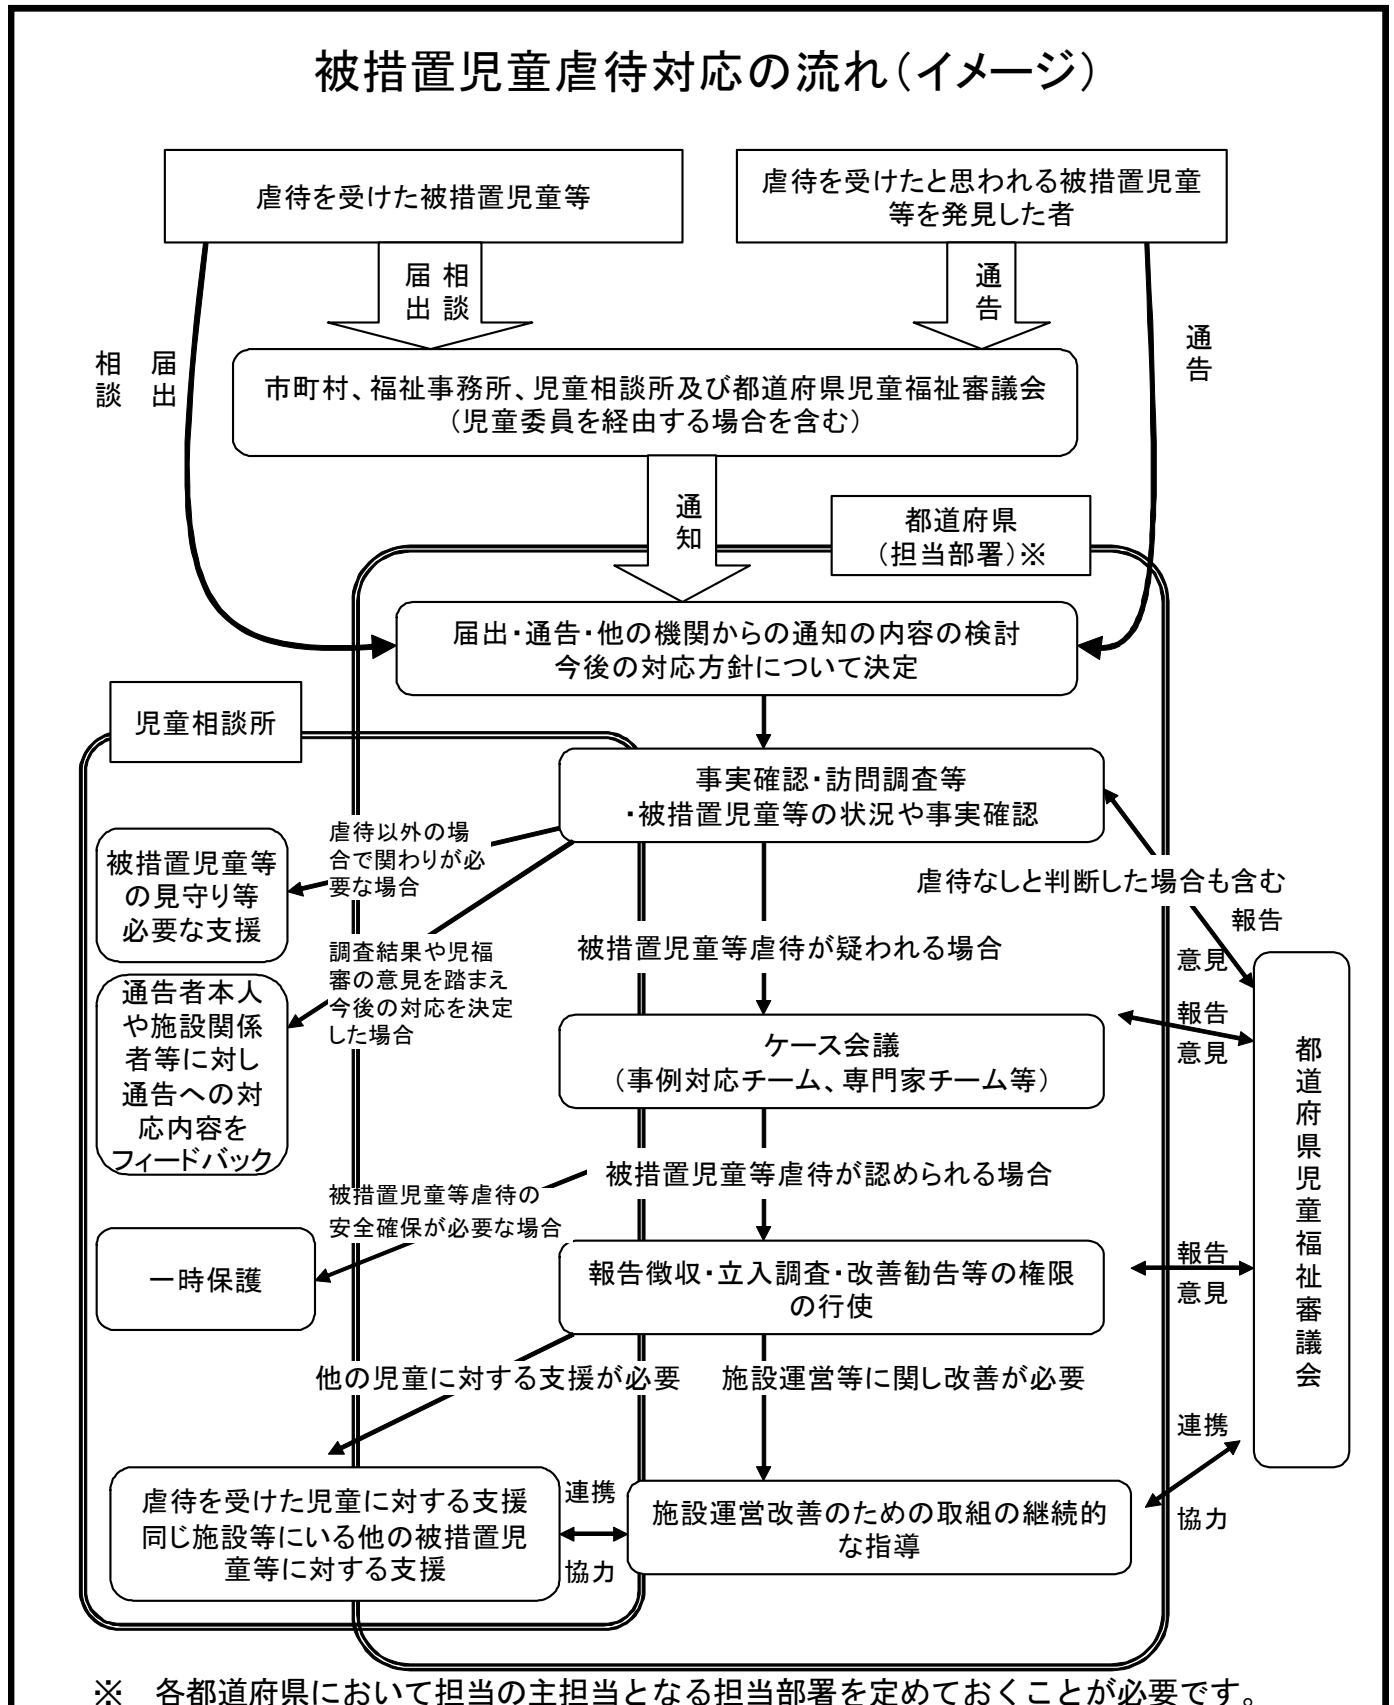 被措置児童虐待対応の流れ(イメージ)
虐待を受けた被措置児童等
虐待を受けたと思われる被措置児童
等を発見した者
届出
相談
通告
相談
届出
通告
市町村、福祉事務所、児童相談所及び都道府県児童福祉審議会
(児童委員を経由する場合を含む)
通知
都道府県
(担当部署)※
届出・通告・他の機関からの通知の内容の検討
今後の対応方針について決定
児童相談所
事実確認・訪問調査等
・被措置児童等の状況や事実確認
虐待以外の場
合で関わりが必
要な場合
被措置児童等
の見守り等
必要な支援
虐待なしと判断した場合も含む
報告
意見
調査結果や児福
審の意見を踏まえ
今後の対応を決定
した場合
被措置児童等虐待が疑われる場合
通告者本人
や施設関係
者等に対し
通告への対
応内容を
フィードバック
ケース会議
(事例対応チーム、専門家チーム等)
報告
意見
都道府県児童福祉審議会
被措置児童等虐待が認められる場合
被措置児童等虐待の
安全確保が必要な場合
一時保護
報告徴収・立入調査・改善勧告等の権限
の行使
報告
意見
他の児童に対する支援が必要
施設運営等に関し改善が必要
連携
協力
虐待を受けた児童に対する支援
同じ施設等にいる他の被措置児
童等に対する支援
連携
協力
施設運営改善のための取組の継続的
な指導
※ 各都道府県において担当の主担当となる担当部署を定めておくことが必要です。